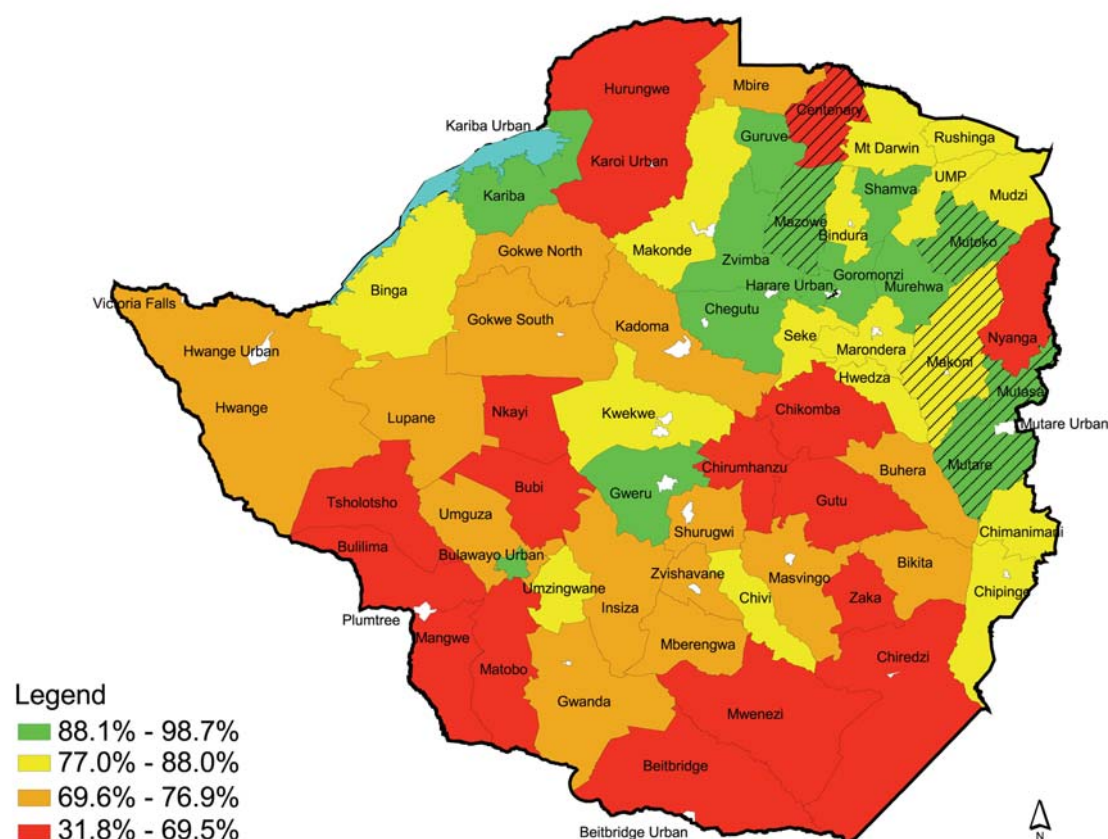 Hurungwe
Mbire
Centenary
Kariba Urban
Guruve
Rushinga
Mt Darwin
Karoi Urban
UMP
Kariba
Shamva
Mudzi
Mazowe
Bindura
Mutoko
Makonde
Gokwe North
Zvimba
Goromonzi
Harare Urban
Murehwa
Binga
Victoria Falls
Chegutu
Gokwe South
Kadoma
Seke
Nyanga
Hwange Urban
Marondera
Makoni
Hwedza
Mutasa
Hwange
Chikomba
Lupane
Nkayi
Kwekwe
Mutare Urban
Chirumhanzu
Buhera
Mutare
Bubi
Gweru
Tsholotsho
Gutu
Umguza
Shurugwi
Chimanimani
Bulilima
Bulawayo Urban
Bikita
Zvishavane
Masvingo
Umzingwane
Chipinge
Chivi
Zaka
Insiza
Plumtree
Mangwe
Mberengwa
Chiredzi
Matobo
Gwanda
Mwenezi
Beitbridge
Beitbridge Urban
Legend
88.1% - 98.7%
77.0% - 88.0%
69.6% - 76.9%
31.8% - 69.5%
N